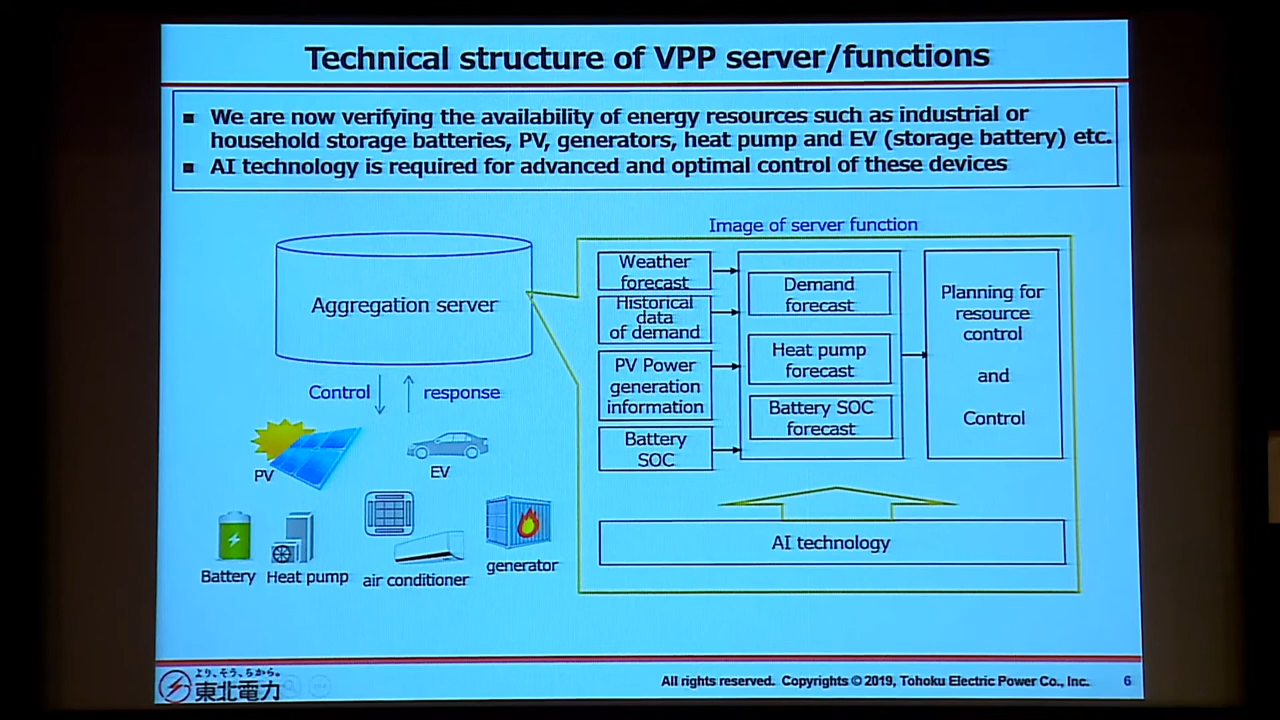 Technical structure of VPP server/functions
■ We are now verifying the availability of energy resources such as industrial or
household storage batteries, PV, generators, heat pump and EV (storage battery) etc.
■ AI technology is required for advanced and optimal control of these devices
Image of server function
Aggregation server
Control
response
PV
EV
Battery
Heat pump
air conditioner
generator
Weather
forecast
Historical
data
of demand
PV Power
generation
information
Battery
SOC
Demand
forecast
Heat pump
forecast
Battery SOC
forecast
Planning for
resource
control
and
Control
AI technology
より、そう、ちから。
東北電力
All rights reserved. Copyrights © 2019, Tohoku Electric Power Co., Inc.
6